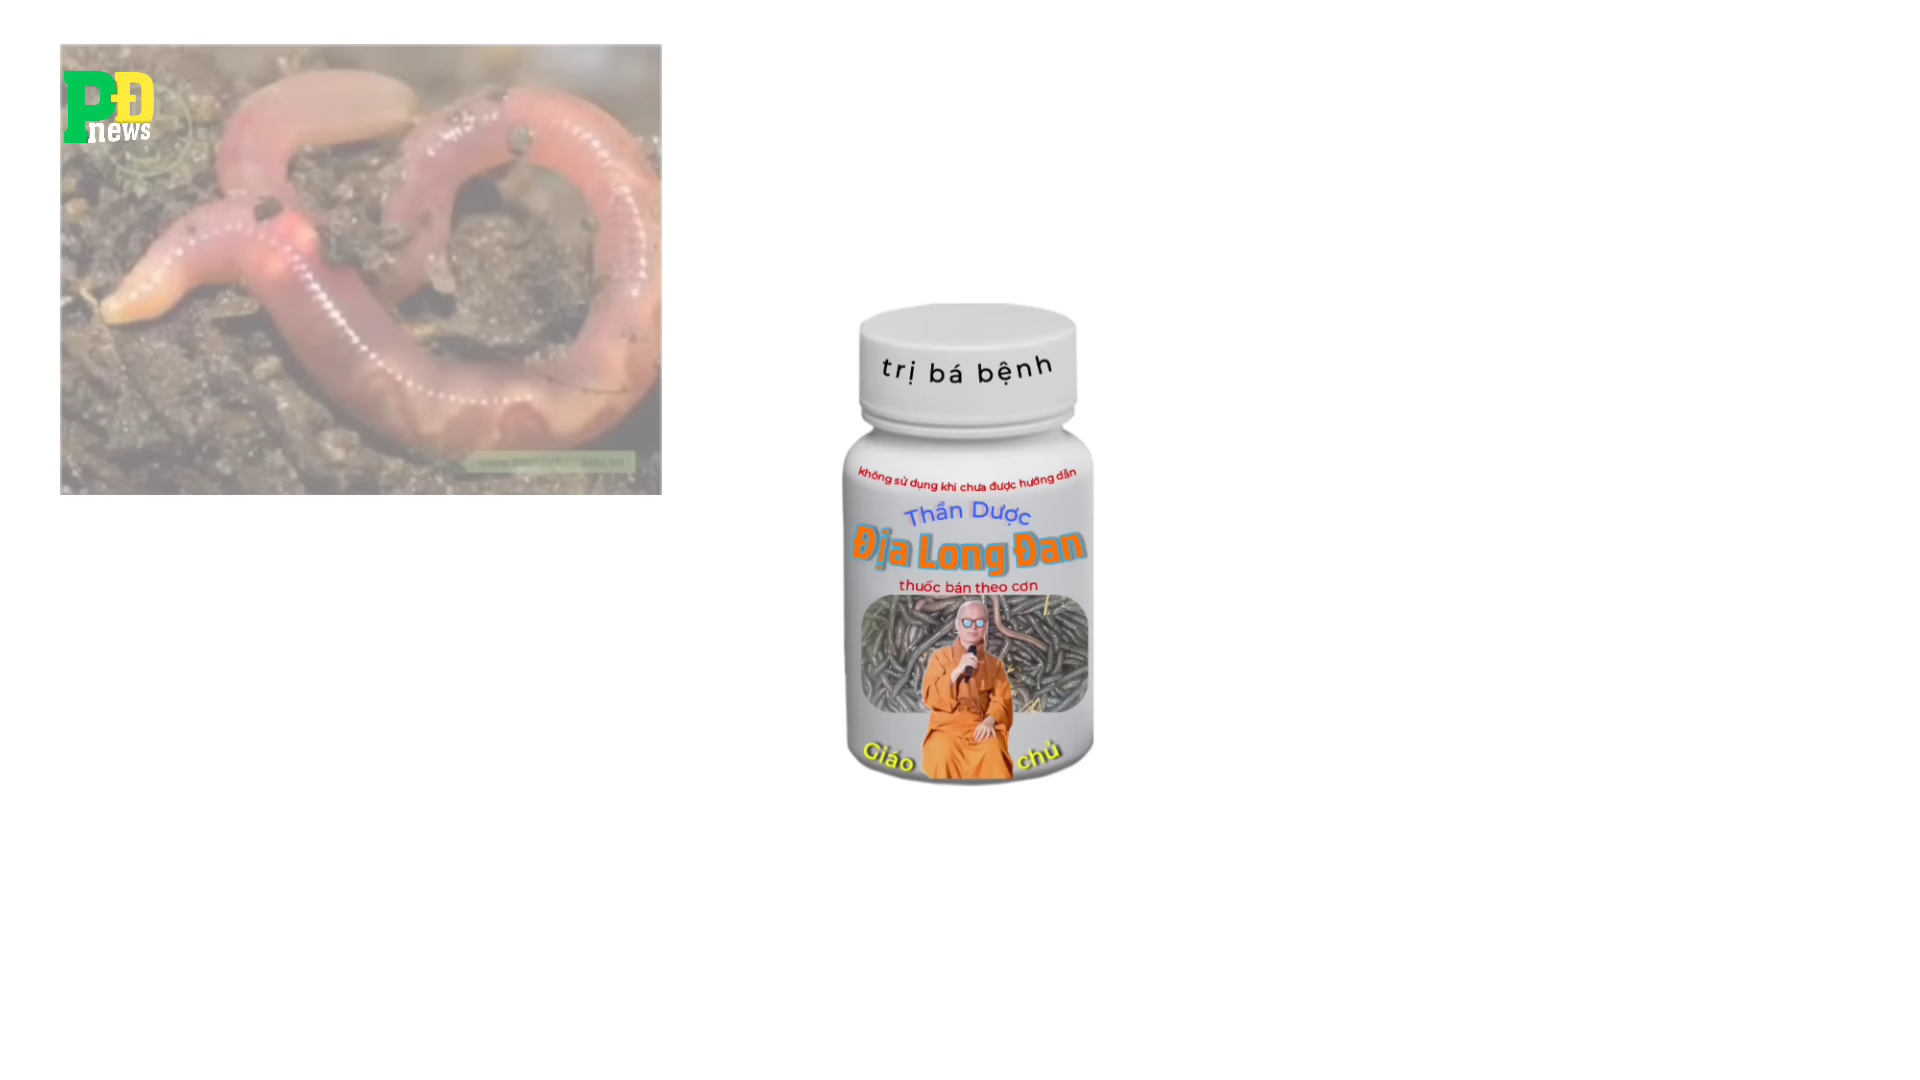 PĐ
news
trị bá bệnh
không sử dụng khi chưa được hướng dẫn
Thần Dược
Địa Long Đan
thuốc bán theo cơn
Giáo chủ